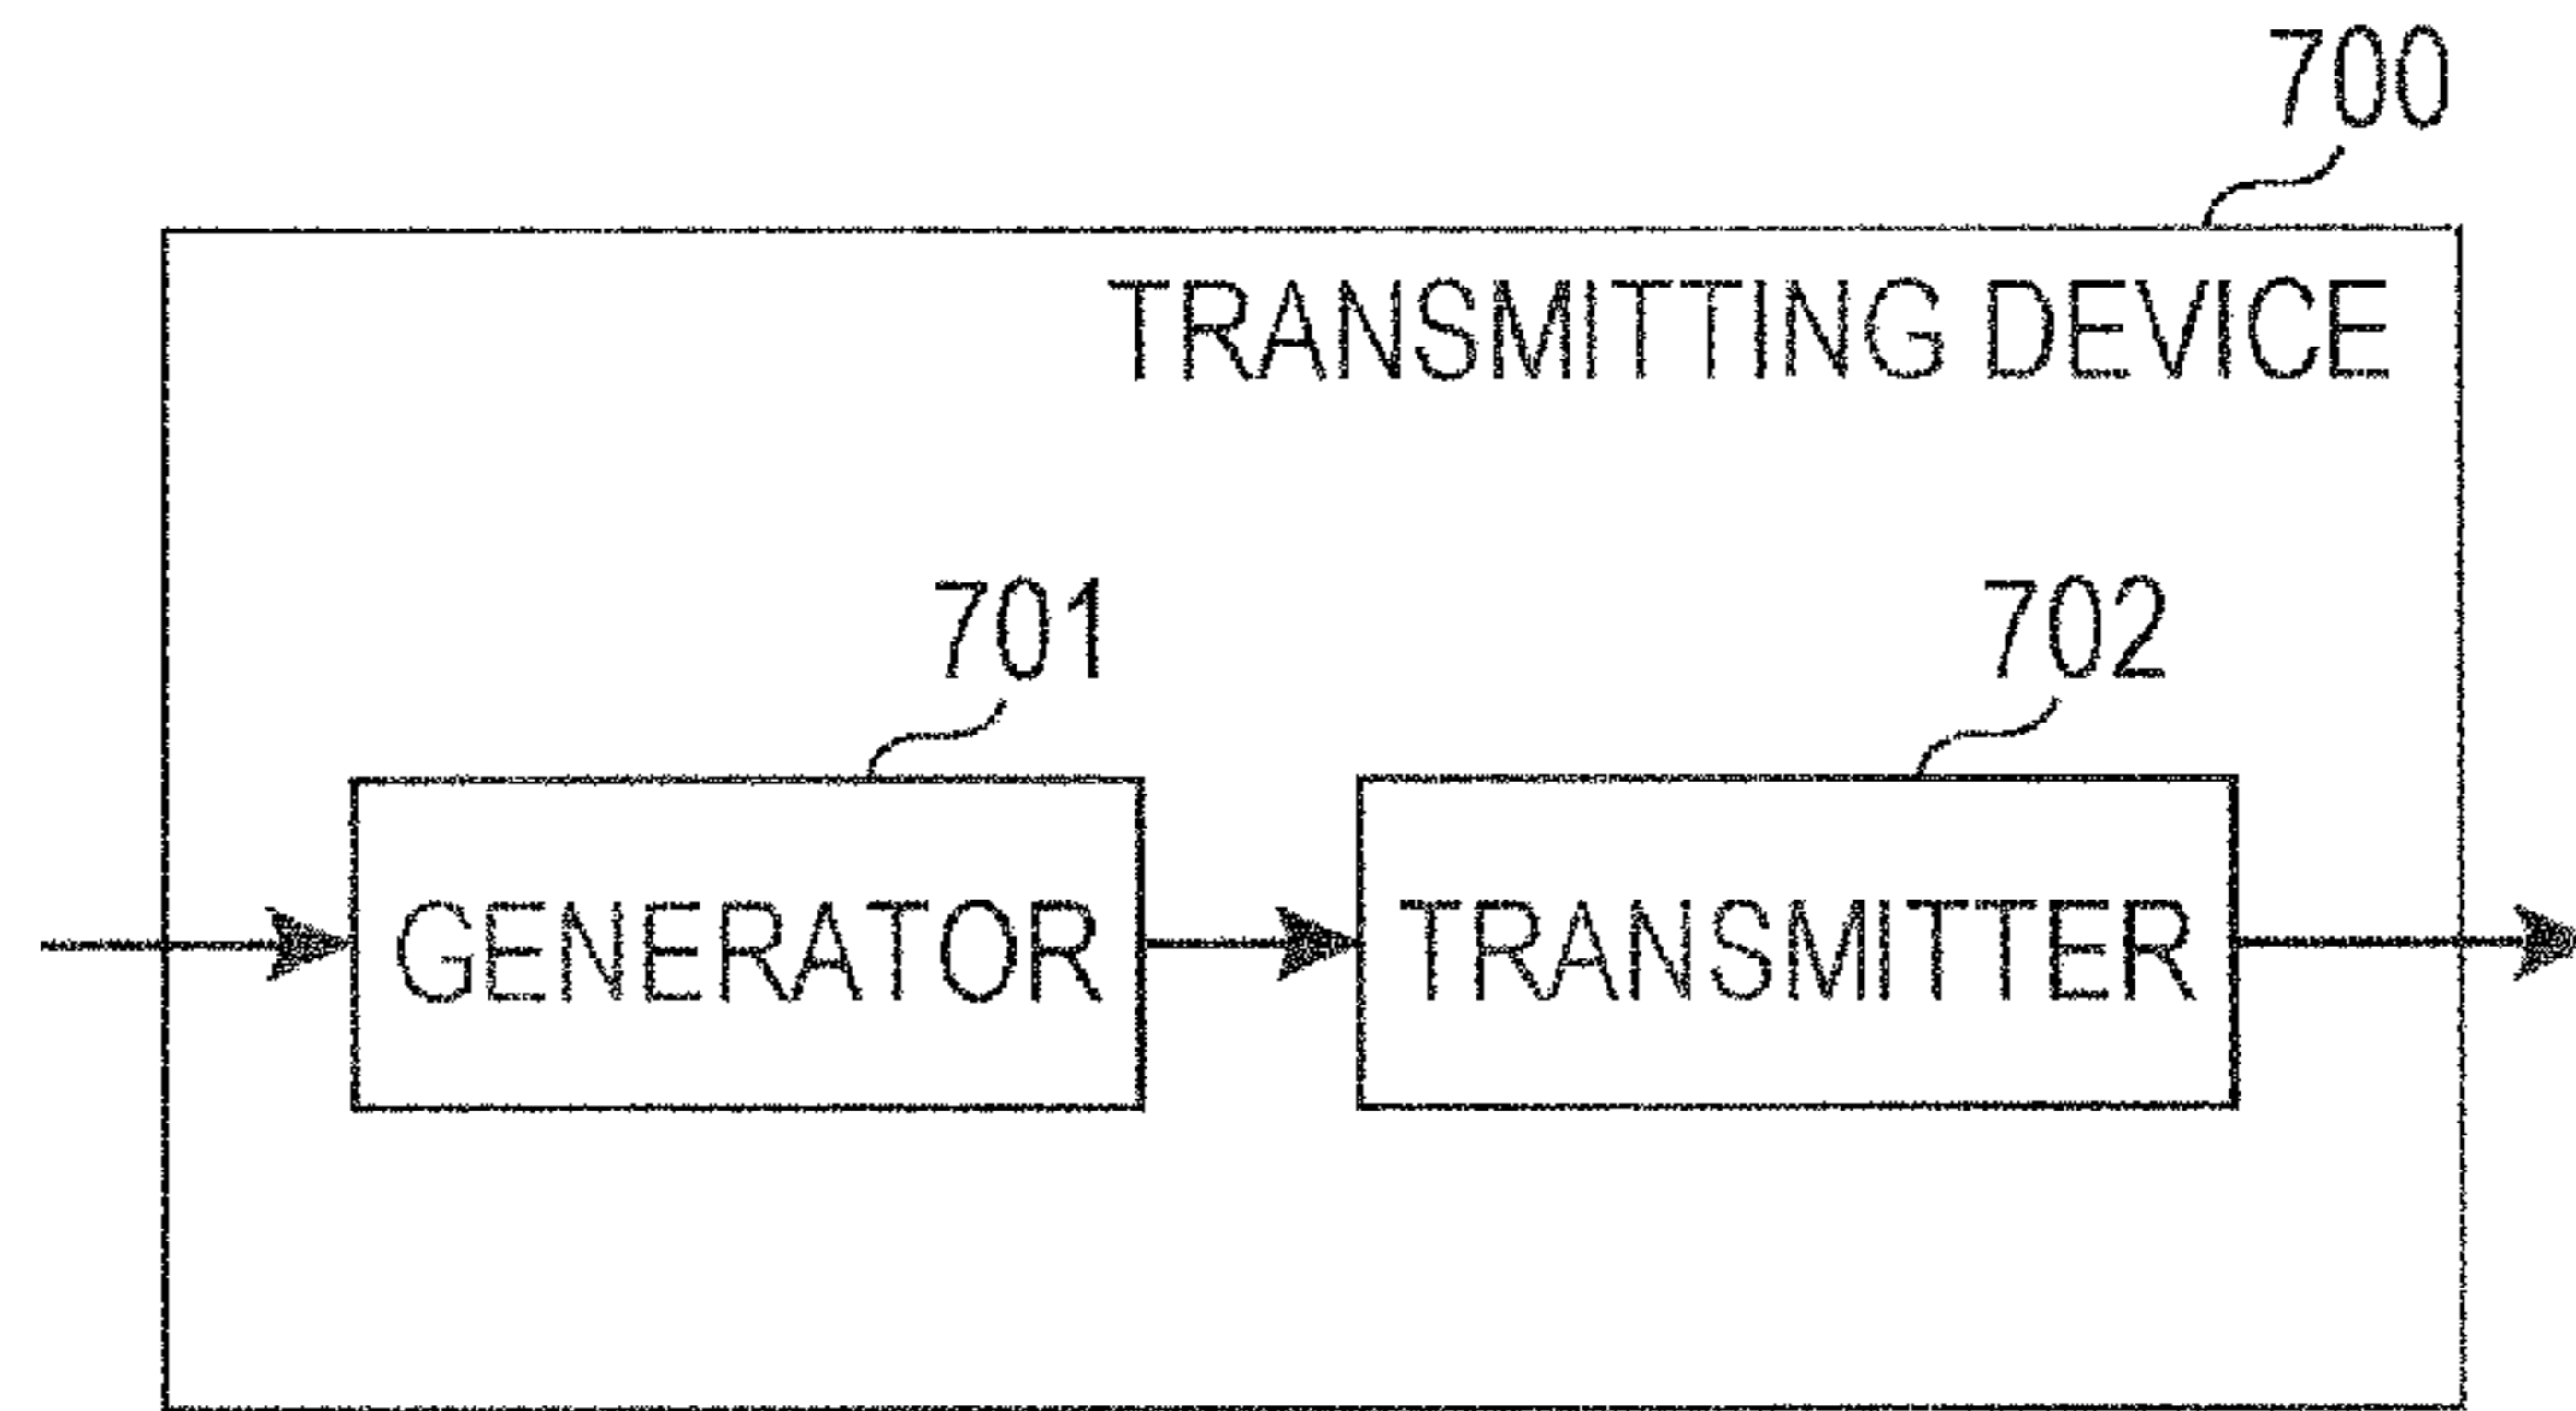 700
TRANSMITTING DEVICE
701
702
GENERATOR
TRANSMITTER